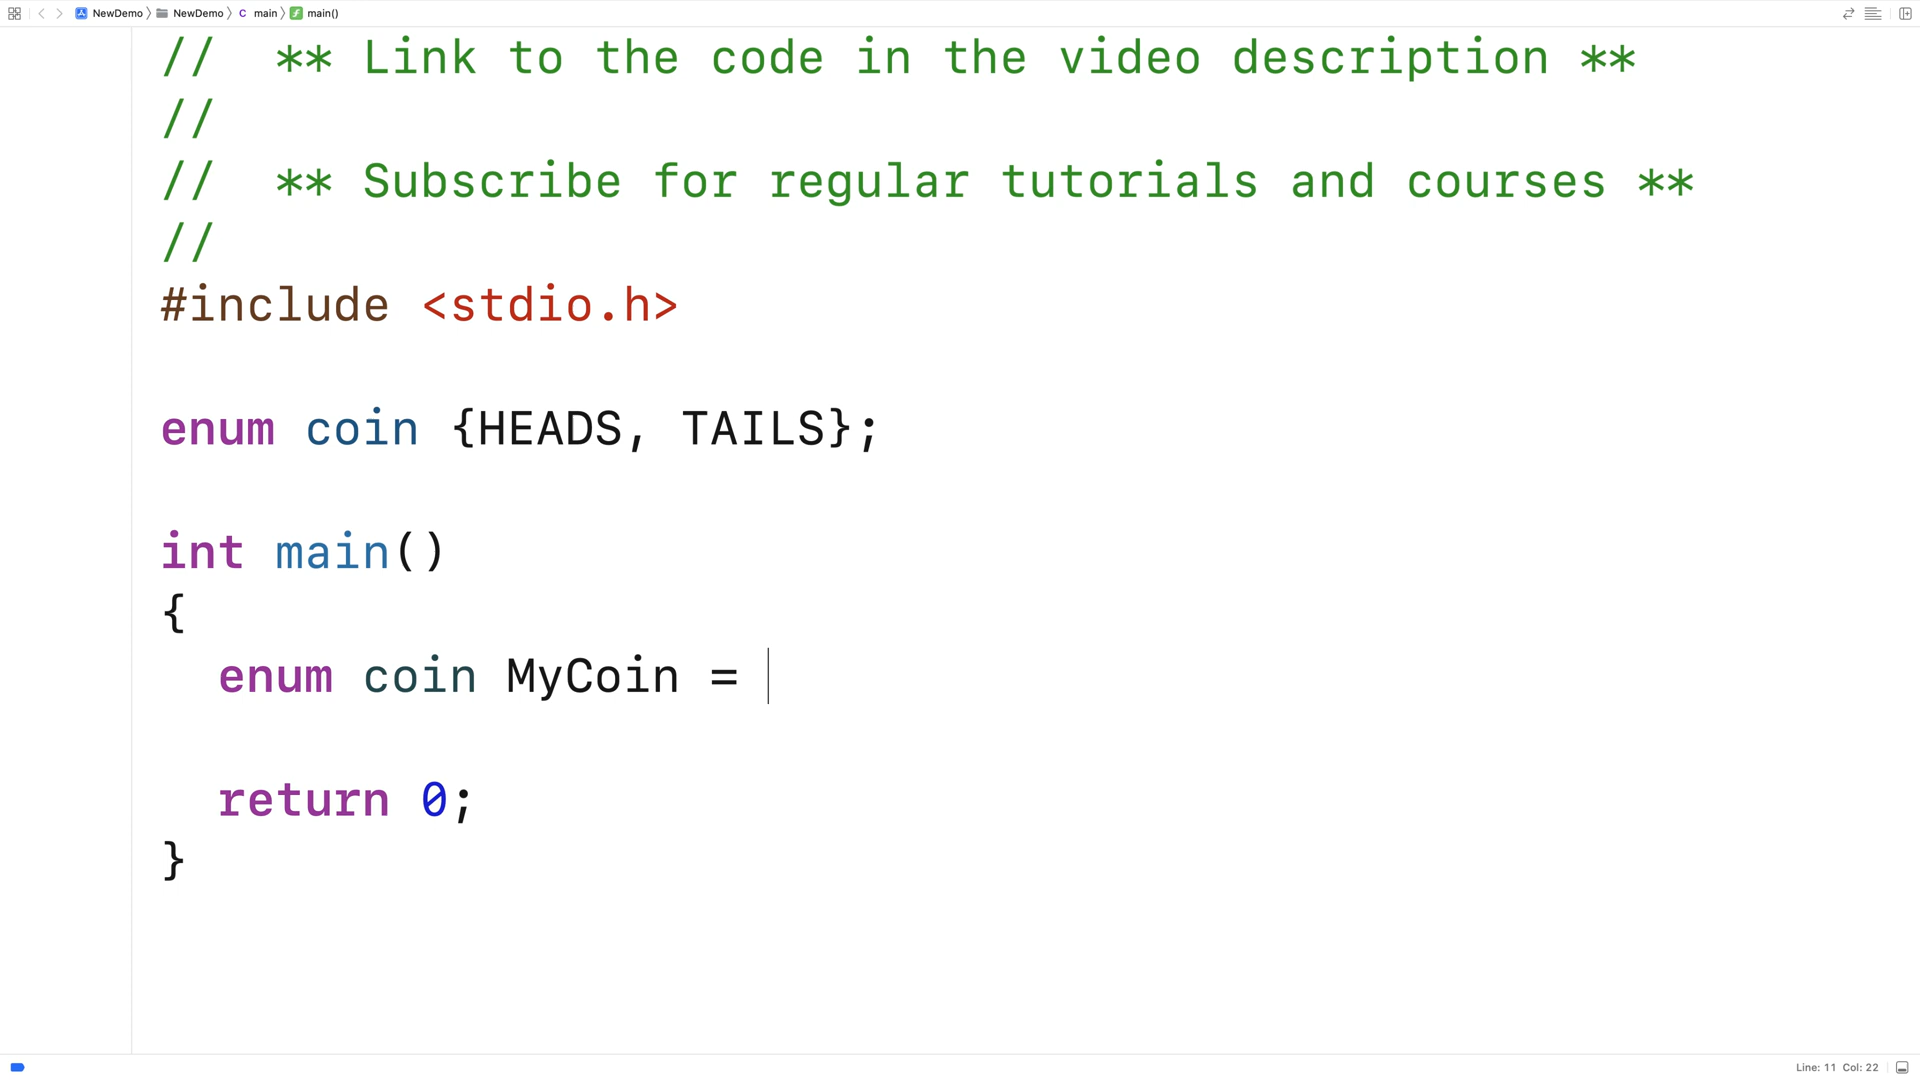 NewDemo NewDemo C main f main()
// ** Link to the code in the video description **
//
// ** Subscribe for regular tutorials and courses **
//
#include <stdio.h>
enum coin {HEADS, TAILS};
int main()
{
enum coin MyCoin =
return 0;
}
Line: 11 Col: 22